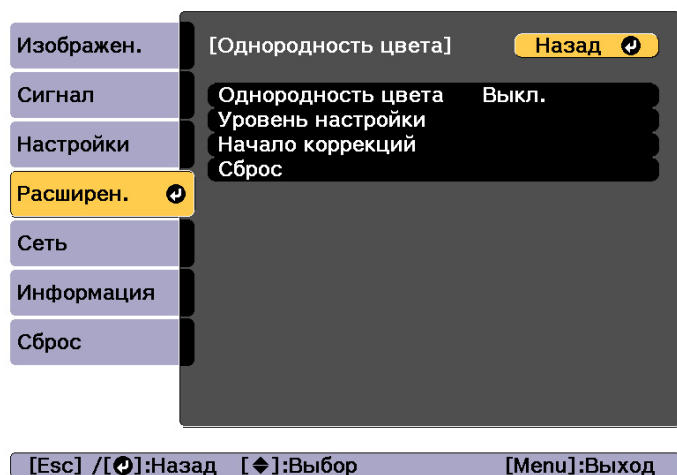 Изображен.
Сигнал
Настройки
Расширен.
Сеть
Информация
Сброс
[Однородность цвета] Назад
Однородность цвета Выкл.
Уровень настройки
Начало коррекций
Сброс
[Esc] /[ ]:Назад [ ]:Выбор [Menu]:Выход